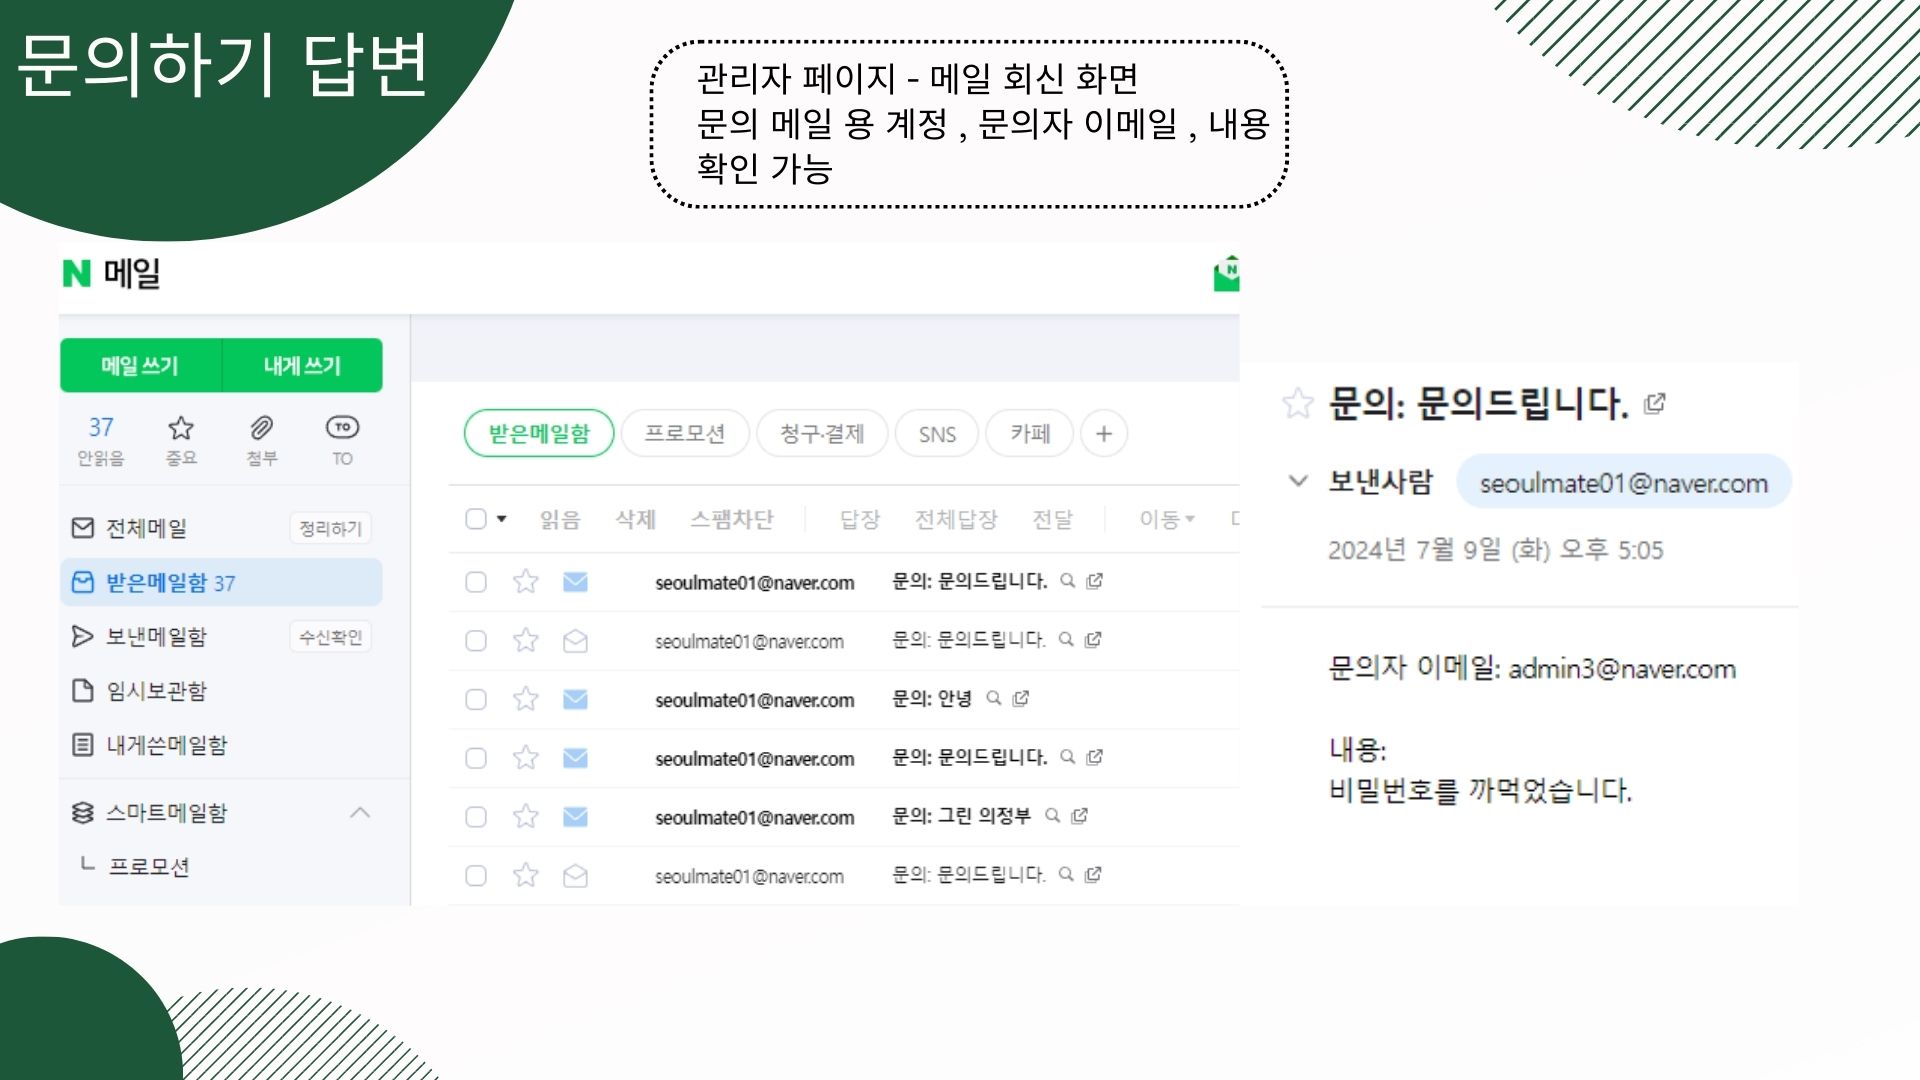 문의하기 답변
관리자 페이지 - 메일 회신 화면
문의 메일 용 계정 , 문의자 이메일 , 내용
확인 가능
N 메일
N
메일 쓰기 내게 쓰기
37
안읽음 중요 첨부 TO
TO
전체메일 정리하기
받은메일함 37
보낸메일함 수신확인
임시보관함
내게쓴메일함
스마트메일함
프로모션
받은메일함 프로모션 청구·결제 SNS 카페 +
읽음 삭제 스팸차단 답장 전체답장 전달 이동
seoulmate01@naver.com 문의: 문의드립니다.
seoulmate01@naver.com 문의: 문의드립니다.
seoulmate01@naver.com 문의: 안녕
seoulmate01@naver.com 문의: 문의드립니다.
seoulmate01@naver.com 문의: 그린 의정부
seoulmate01@naver.com 문의: 문의드립니다.
문의: 문의드립니다.
보낸사람 seoulmate01@naver.com
2024년 7월 9일 (화) 오후 5:05
문의자 이메일: admin3@naver.com
내용:
비밀번호를 까먹었습니다.